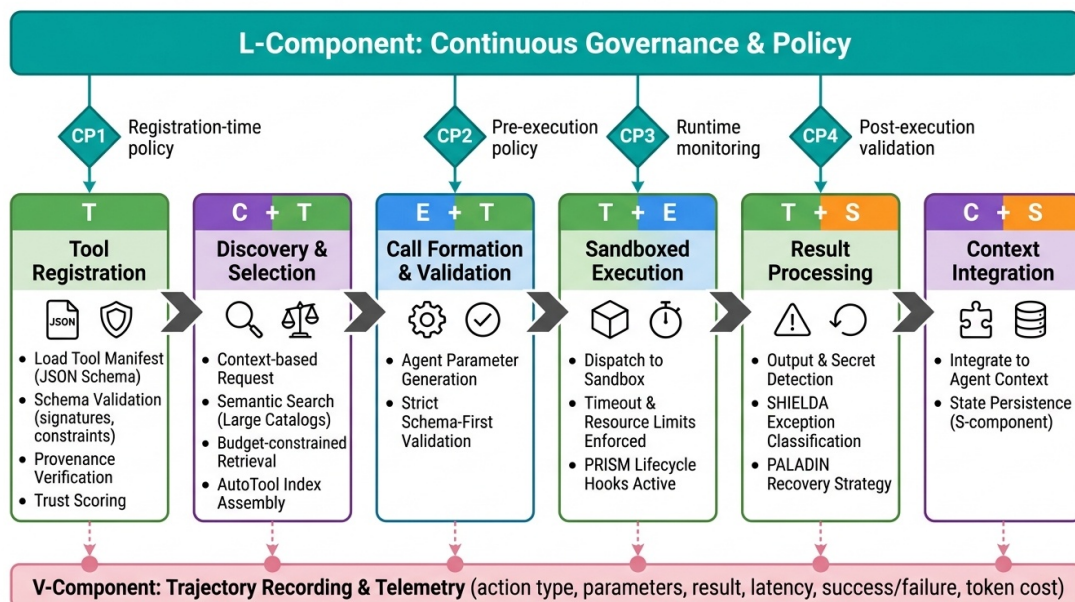 L-Component: Continuous Governance & Policy
CP1
Registration-time
policy
CP2
Pre-execution
policy
CP3
Runtime
monitoring
CP4
Post-execution
validation
T
Tool
Registration
JSON
• Load Tool Manifest
(JSON Schema)
• Schema Validation
(signatures,
constraints)
• Provenance
Verification
• Trust Scoring
C + T
Discovery &
Selection
• Context-based
Request
• Semantic Search
(Large Catalogs)
• Budget-constrained
Retrieval
• AutoTool Index
Assembly
E + T
Call Formation
& Validation
• Agent Parameter
Generation
• Strict
Schema-First
Validation
T + E
Sandboxed
Execution
• Dispatch to
Sandbox
• Timeout &
Resource Limits
Enforced
• PRISM Lifecycle
Hooks Active
T + S
Result
Processing
• Output & Secret
Detection
• SHIELDA
Exception
Classification
• PALADIN
Recovery Strategy
C + S
Context
Integration
• Integrate to
Agent Context
• State Persistence
(S-component)
V-Component: Trajectory Recording & Telemetry (action type, parameters, result, latency, success/failure, token cost)